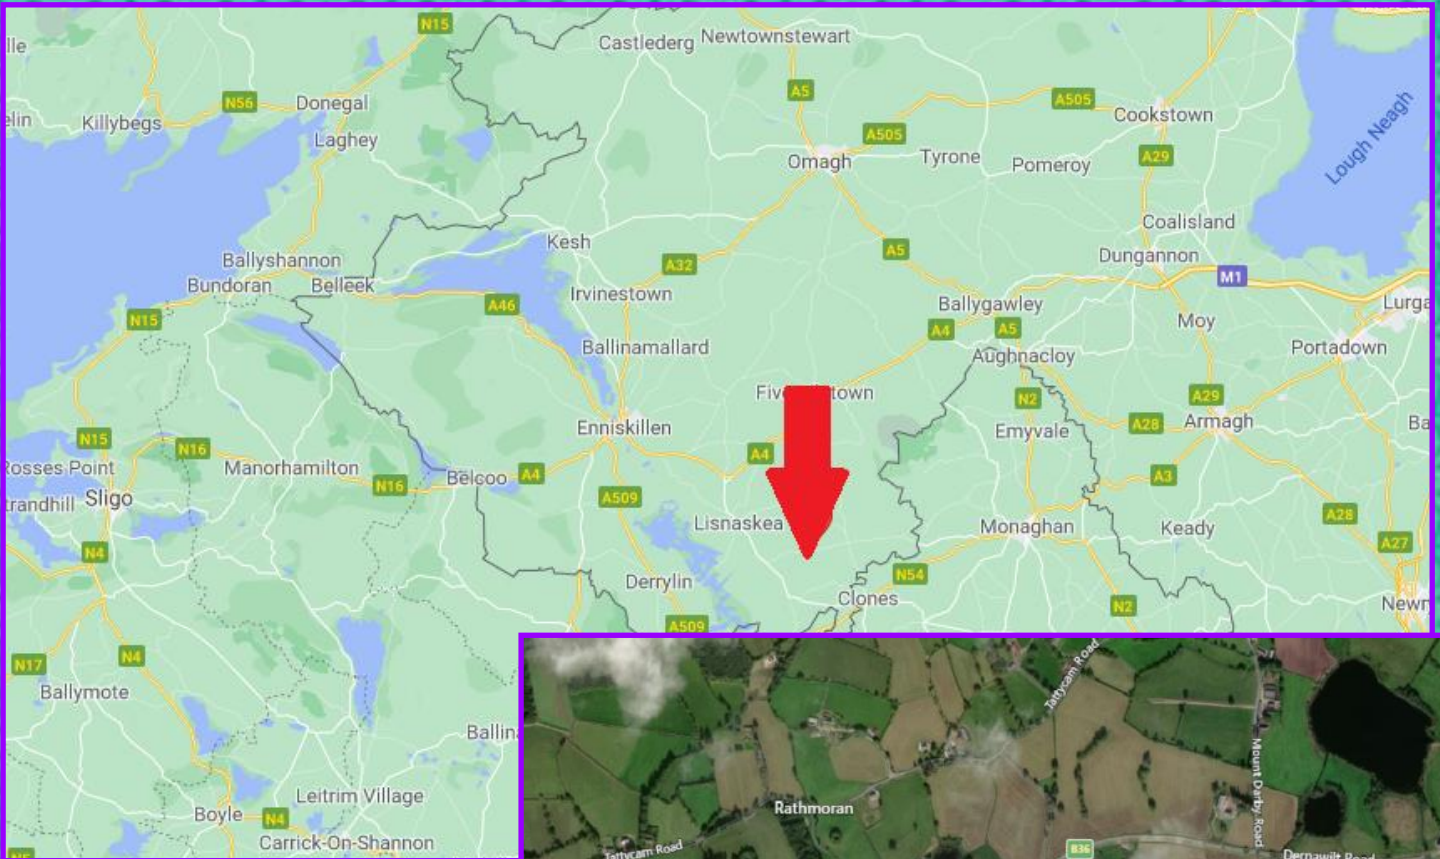 N15
Castlederg
Newtownstewart
lle
A5
N56
Donegal
A505
Cookstown
elin
Killybegs
Laghey
A505
Omagh
Tyrone
Pomeroy
A29
Lough Neagh
Coalisland
Kesh
A5
Dungannon
Ballyshannon
A32
M1
Bundoran
Belleek
Irvinestown
A46
Ballygawley
Lurga
N15
A4
A5
Moy
Ballinamallard
Aughnacloy
Portadown
town
N2
A29
Enniskillen
A28
Armagh
Ba
N15
N16
Emyvale
A4
Rosses Point
Manorhamilton
N16
Belcoo
A4
A3
trandhill
Sligo
A509
Lisnaskea
Monaghan
Keady
A28
N4
A27
Derrylin
N54
Clones
N2
Newr
A509
N17
N4
Ballymote
Tattycam Road
Ballin
Mount Darby Road
Leitrim Village
Rathmoran
Boyle
N4
Carrick-On-Shannon
Tattycam Road
B36
Dernawilt Road